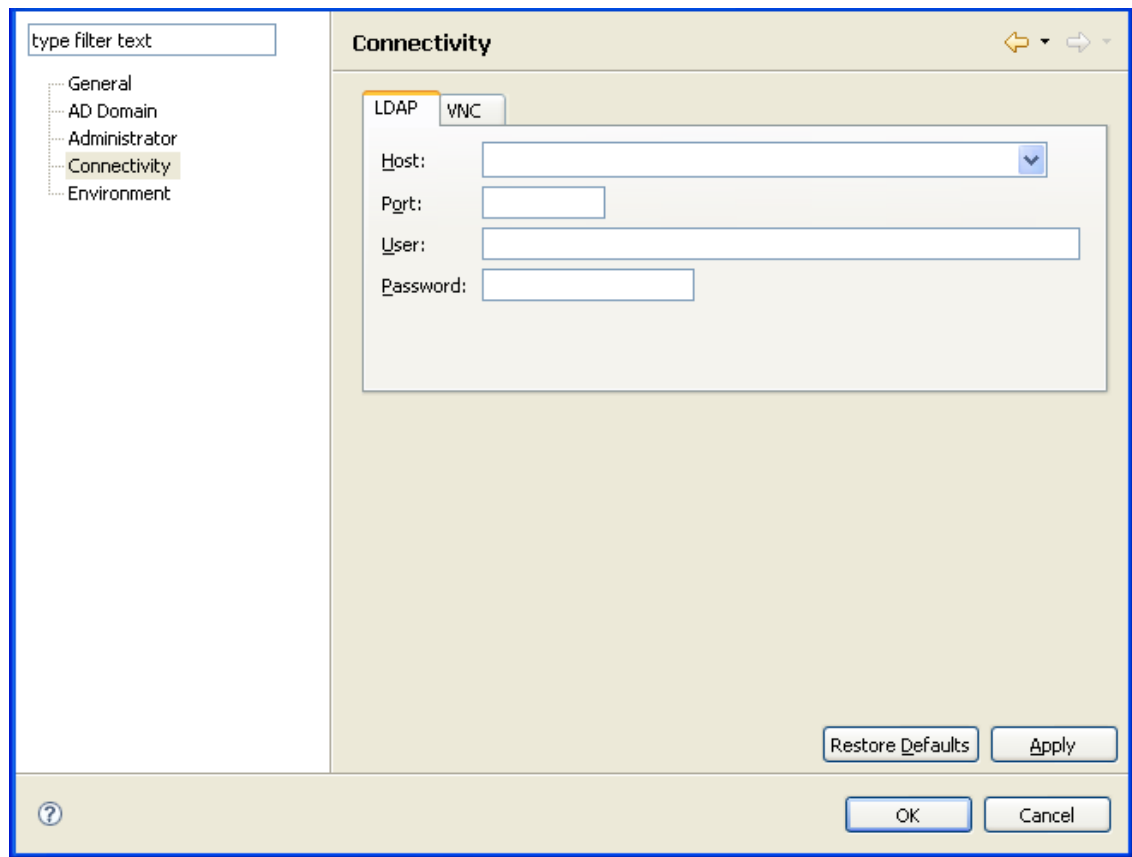 type filter text
General
AD Domain
Administrator
Connectivity
Environment
Connectivity
LDAP
VNC
Host:
Port:
User:
Password:
Restore Defaults
Apply
?
OK
Cancel